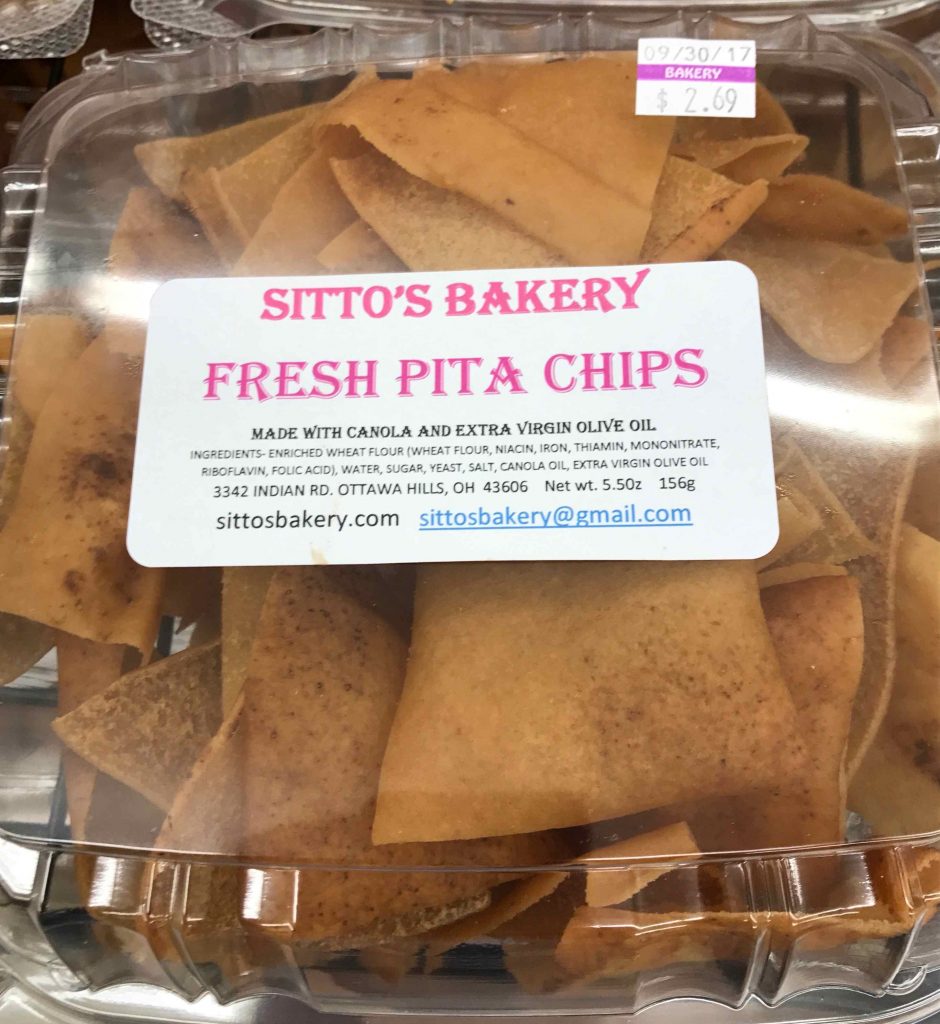 09/30/17
BAKERY
$ 2.69
SITTO'S BAKERY
FRESH PITA CHIPS
MADE WITH CANOLA AND EXTRA VIRGIN OLIVE OIL
INGREDIENTS- ENRICHED WHEAT FLOUR (WHEAT FLOUR, NIACIN, IRON, THIAMIN, MONONITRATE,
RIBOFLAVIN, FOLIC ACID), WATER, SUGAR, YEAST, SALT, CANOLA OIL, EXTRA VIRGIN OLIVE OIL
3342 INDIAN RD. OTTAWA HILLS, OH 43606 Net wt. 5.50z 156g
sittosbakery.com sittosbakery@gmail.com